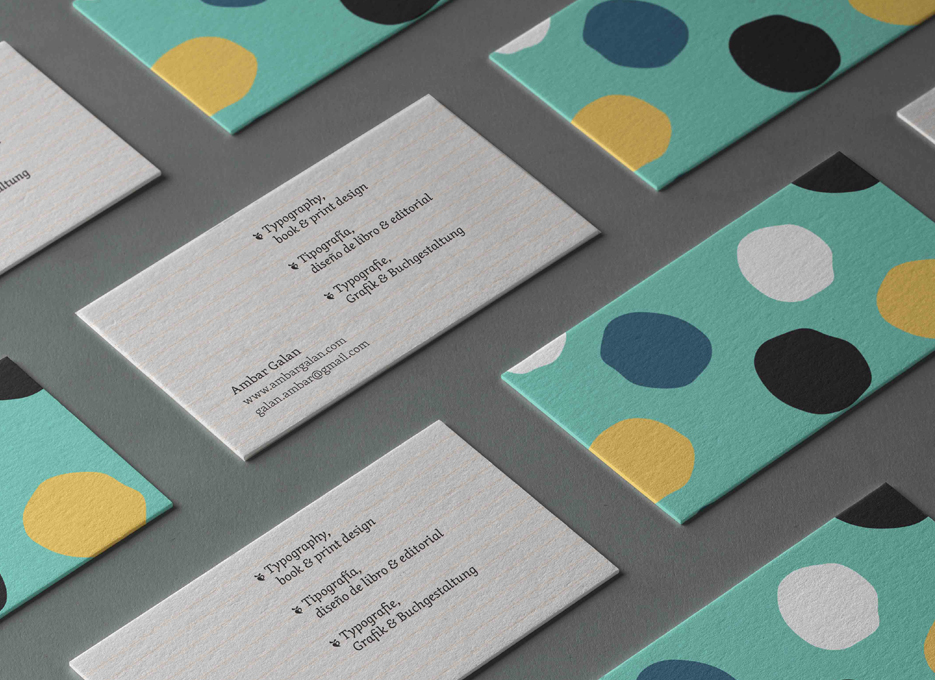 altung
Typography,
book & print design
Tipografía,
diseño de libro & editorial
Typografie,
Grafik & Buchgestaltung
Ambar Galan
www.ambargalan.com
galan.ambar@gmail.com
Typography,
book & print design
Tipografía,
diseño de libro & editorial
Typografie,
Grafik & Buchgestaltung